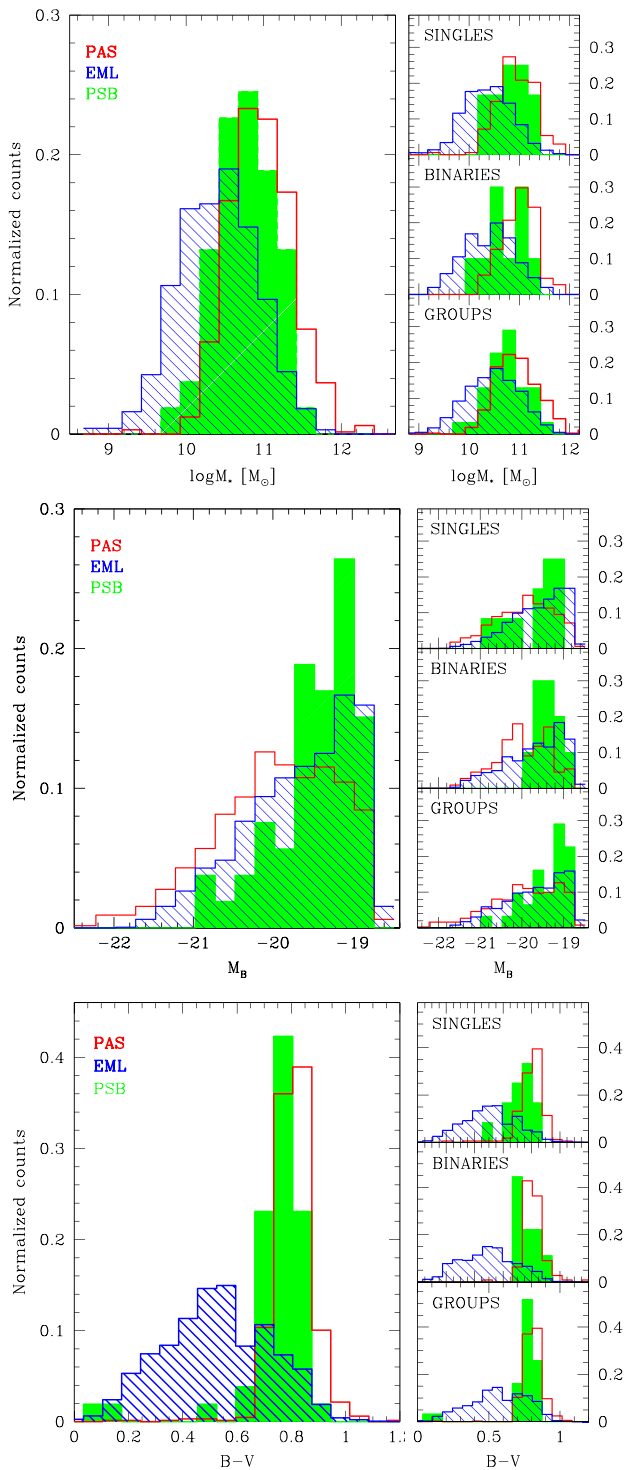 PAS
EML
PSB
Normalized counts
0.2
0.1
0
9 10 11 12
logM* [M⊙]
SINGLES
0.3
0.2
0.1
0
BINARIES
0.3
0.2
0.1
0
GROUPS
0.3
0.2
0.1
0
9 10 11 12
logM* [M⊙]
0.3
PAS
EML
PSB
Normalized counts
0.2
0.1
0
-22 -21 -20 -19
M_B
SINGLES
0.3
0.2
0.1
0
BINARIES
0.3
0.2
0.1
0
GROUPS
0.3
0.2
0.1
0
-22 -21 -20 -19
M_B
PAS
EML
PSB
Normalized counts
0.4
0.3
0.2
0.1
0
0 0.2 0.4 0.6 0.8 1
B-V
SINGLES
0.4
0.2
0
BINARIES
0.4
0.2
0
GROUPS
0.4
0.2
0
0 0.5 1
B-V